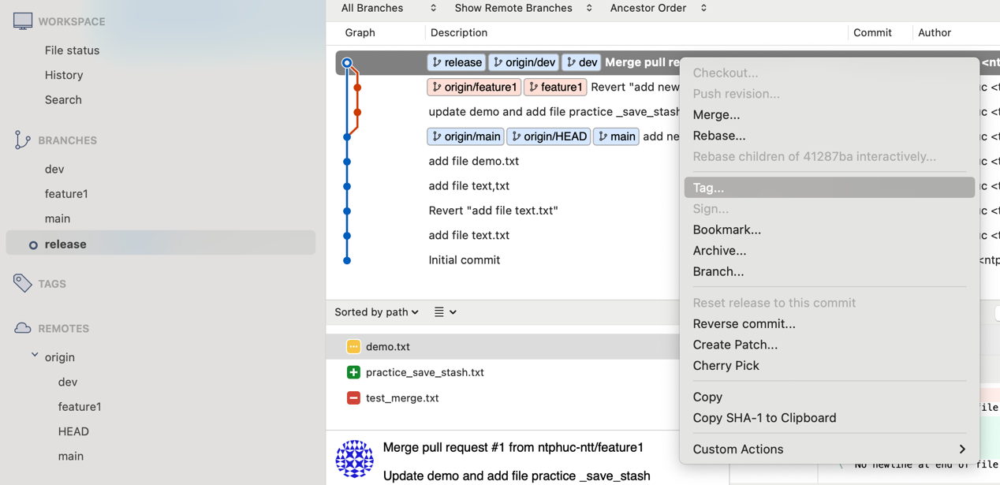 WORKSPACE
File status
History
Search
BRANCHES
dev
feature1
main
release
TAGS
REMOTES
origin
dev
feature1
HEAD
main
All Branches Show Remote Branches Ancestor Order
Graph Description Commit Author
release origin/dev dev Merge pull re <nt
origin/feature1 feature1 Revert "add new uc <t
update demo and add file practice _save_stash uc <t
origin/main origin/HEAD main add ne uc <t
add file demo.txt uc <t
add file text,txt uc <t
Revert "add file text.txt" uc <t
add file text.txt uc <t
Initial commit <ntp
Sorted by path
demo.txt
practice_save_stash.txt
test_merge.txt
Merge pull request #1 from ntphuc-ntt/feature1
Update demo and add file practice _save_stash
Checkout...
Push revision...
Merge...
Rebase...
Rebase children of 41287ba interactively...
Tag...
Sign...
Bookmark...
Archive...
Branch...
Reset release to this commit
Reverse commit...
Create Patch...
Cherry Pick
Copy
Copy SHA-1 to Clipboard
Custom Actions
file
\ No newline at end of file